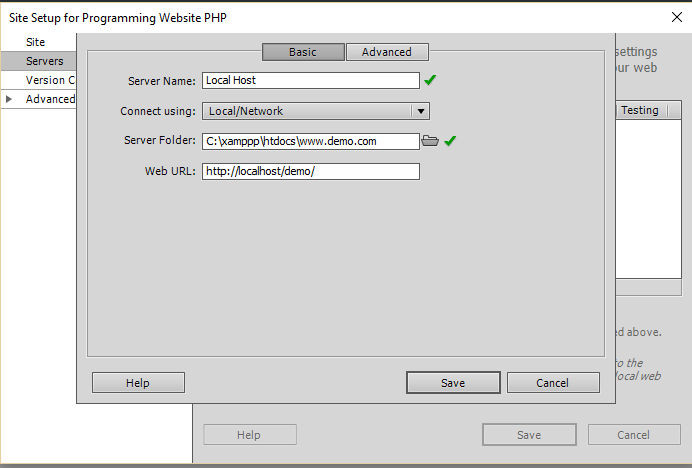 Site Setup for Programming Website PHP
Site
Servers
Version C
Advanced
Basic
Advanced
Server Name:
Local Host
Connect using:
Local/Network
Server Folder:
C:\xamppp\htdocs\www.demo.com
Web URL:
http://localhost/demo/
Help
Save
Cancel
settings
our web
Testing
ed above.
to the
local web
Help
Save
Cancel